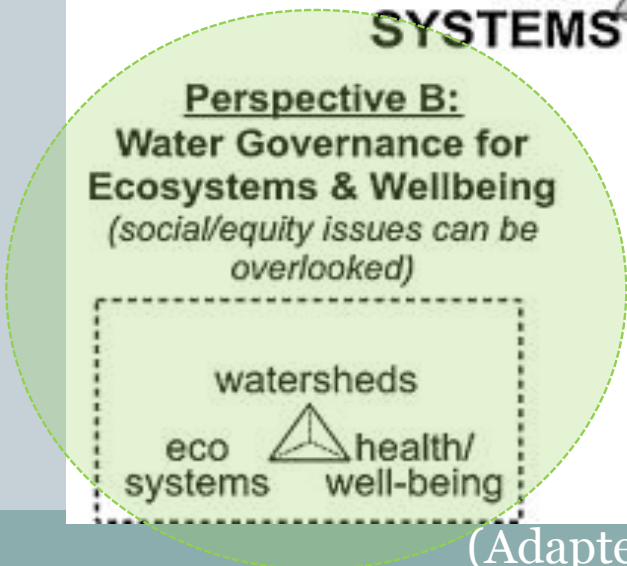 SYSTEMS
Perspective B:
Water Governance for
Ecosystems & Wellbeing
(social/equity issues can be
overlooked)
watersheds
eco health/
systems well-being
(Adapte